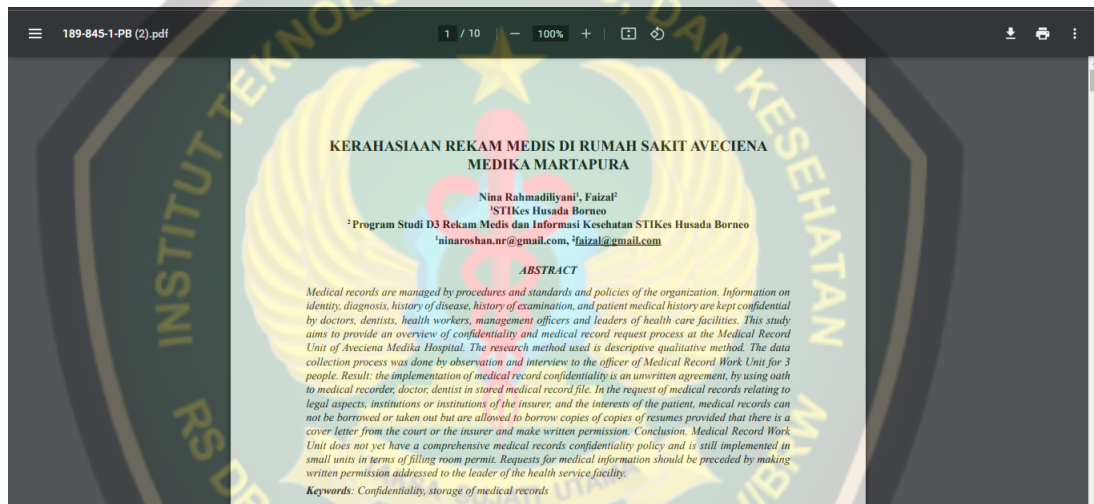 189-845-1-PB (2).pdf
1 / 10
100%
KERAHASIAAN REKAM MEDIS DI RUMAH SAKIT AVECIENA
MEDIKA MARTAPURA
Nina Rahmadiliyani¹, Faizal²
¹STIKes Husada Borneo
² Program Studi D3 Rekam Medis dan Informasi Kesehatan STIKes Husada Borneo
¹ninaroshan.nr@gmail.com, ²faizal@gmail.com
ABSTRACT
Medical records are managed by procedures and standards and policies of the organization. Information on
identity, diagnosis, history of disease, history of examination, and patient medical history are kept confidential
by doctors, dentists, health workers, management officers and leaders of health care facilities. This study
aims to provide an overview of confidentiality and medical record request process at the Medical Record
Unit of Aveciena Medika Hospital. The research method used is descriptive qualitative method. The data
collection process was done by observation and interview to the officer of Medical Record Work Unit for 3
people. Result: the implementation of medical record confidentiality is an unwritten agreement, by using oath
to medical recorder, doctor, dentist in stored medical record file. In the request of medical records relating to
legal aspects, institutions or institutions of the insurer, and the interests of the patient, medical records can
not be borrowed or taken out but are allowed to borrow copies of copies of resumes provided that there is a
cover letter from the court or the insurer and make written permission. Conclusion. Medical Record Work
Unit does not yet have a comprehensive medical records confidentiality policy and is still implemented in
small units in terms of filling room permit. Requests for medical information should be preceded by making
written permission addressed to the leader of the health service facility.
Keywords: Confidentiality, storage of medical records
INSTITUT
DAN KESEHATAN